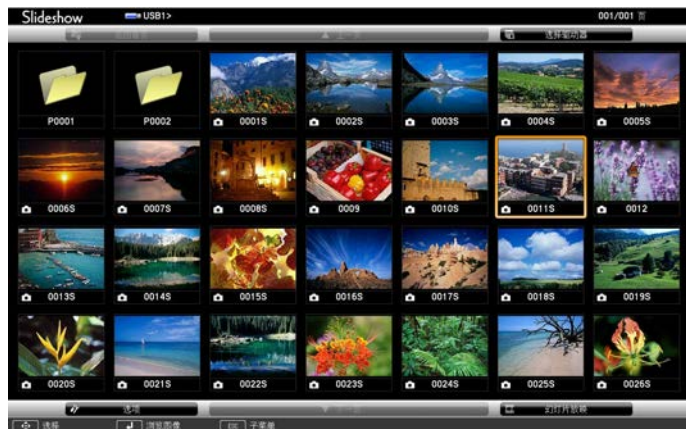 Slideshow USB1> 001/001 页
选择驱动器
P0001 P0002 0001S 0002S 0003S 0004S 0005S
0006S 0007S 0008S 0009 0010S 0011S 0012
0013S 0014S 0015S 0016S 0017S 0018S 0019S
0020S 0021S 0022S 0023S 0024S 0025S 0026S
选项 幻灯片放映
选择 浏览图像 子菜单